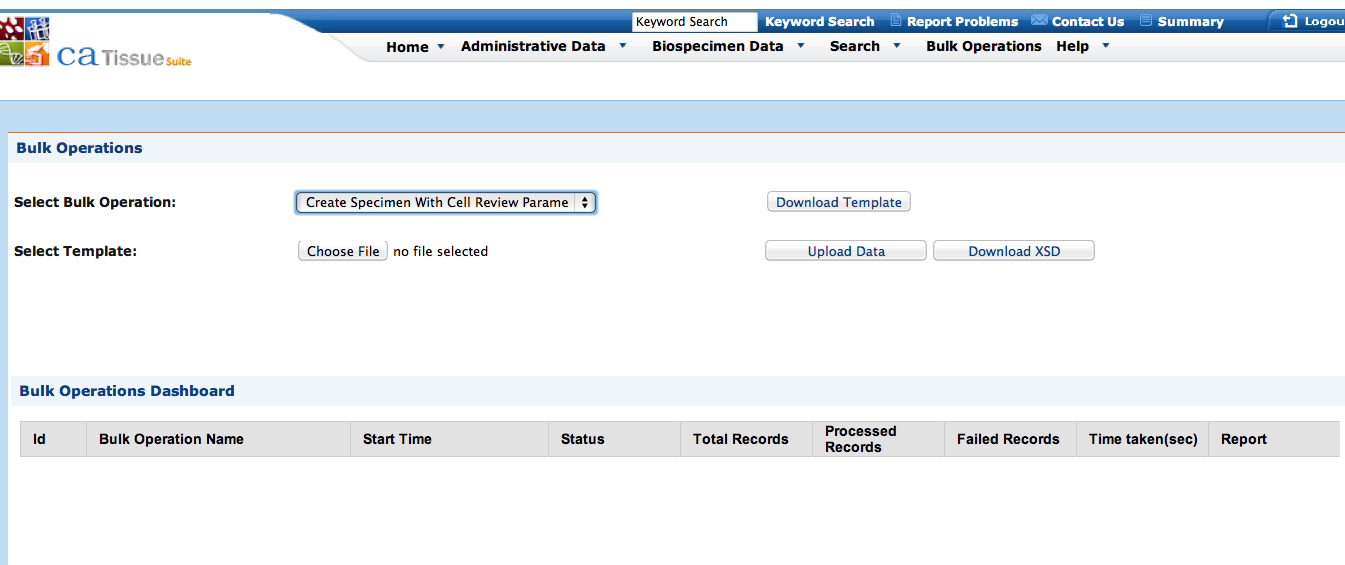 Keyword Search Keyword Search Report Problems Contact Us Summary Logou
ca Tissue Suite
Home Administrative Data Biospecimen Data Search Bulk Operations Help
Bulk Operations
Select Bulk Operation: Create Specimen With Cell Review Parame Download Template
Select Template: Choose File no file selected Upload Data Download XSD
Bulk Operations Dashboard
Id Bulk Operation Name Start Time Status Total Records Processed Records Failed Records Time taken(sec) Report